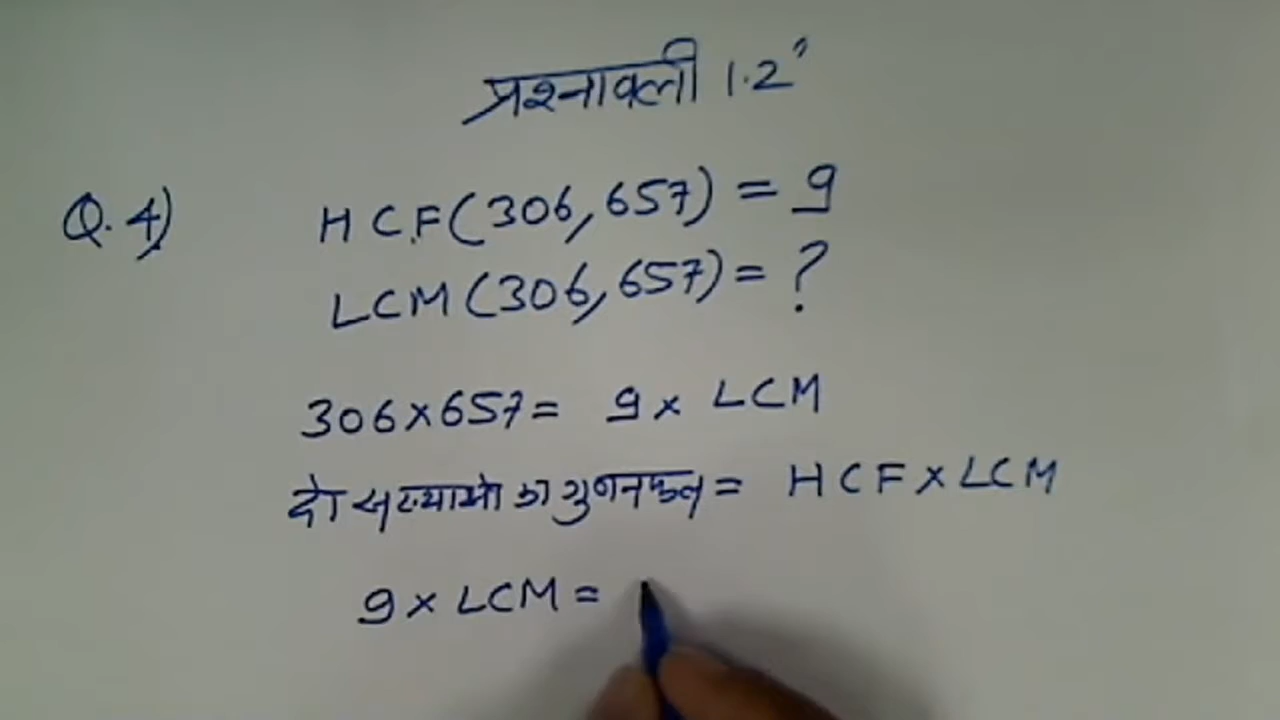 प्रश्नावली 1.2"
Q. 4) HCF(306,657) = 9
LCM(306,657) = ?
306×657= 9× LCM
दो संख्याओ का गुणनफल = HCF×LCM
9× LCM =